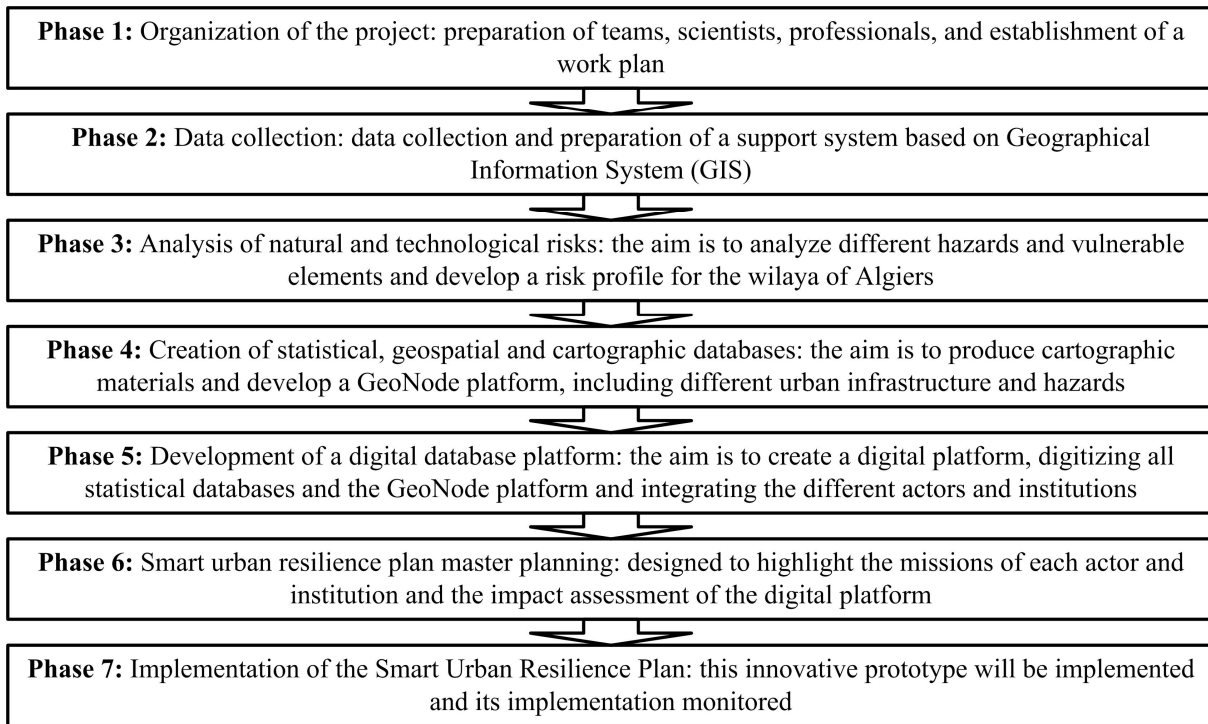 Phase 1: Organization of the project: preparation of teams, scientists, professionals, and establishment of a
work plan
Phase 2: Data collection: data collection and preparation of a support system based on Geographical
Information System (GIS)
Phase 3: Analysis of natural and technological risks: the aim is to analyze different hazards and vulnerable
elements and develop a risk profile for the wilaya of Algiers
Phase 4: Creation of statistical, geospatial and cartographic databases: the aim is to produce cartographic
materials and develop a GeoNode platform, including different urban infrastructure and hazards
Phase 5: Development of a digital database platform: the aim is to create a digital platform, digitizing all
statistical databases and the GeoNode platform and integrating the different actors and institutions
Phase 6: Smart urban resilience plan master planning: designed to highlight the missions of each actor and
institution and the impact assessment of the digital platform
Phase 7: Implementation of the Smart Urban Resilience Plan: this innovative prototype will be implemented
and its implementation monitored